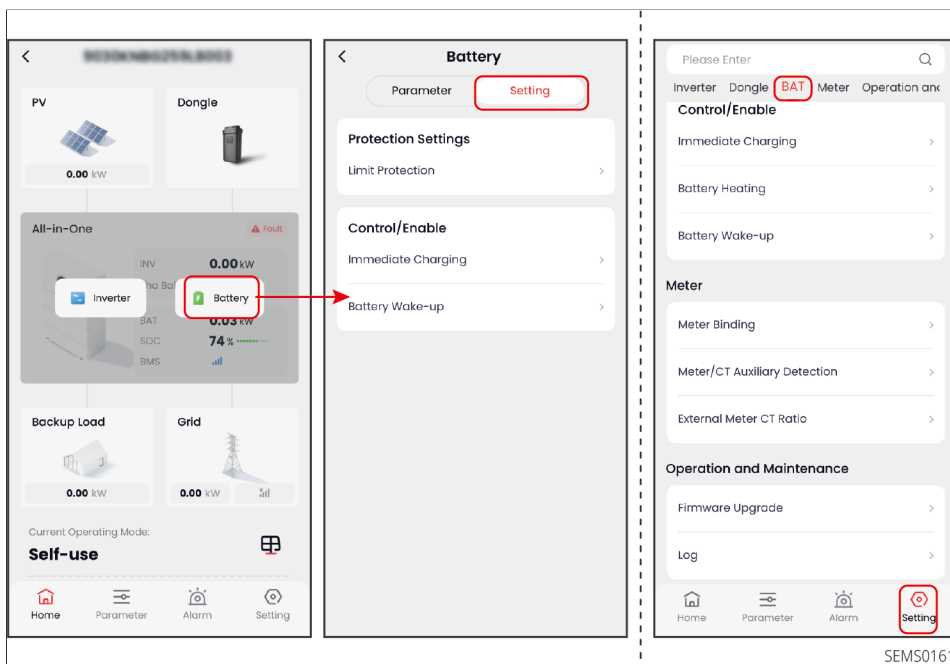 PV
Dongle
0.00 kW
All-in-One
Fault
INV
0.00 kW
Inverter
Battery
BAT
0.03 kW
SOC
74 %
BMS
Backup Load
Grid
0.00 kW
0.00 kW
Current Operating Mode:
Self-use
Home
Parameter
Alarm
Setting
Battery
Parameter
Setting
Protection Settings
Limit Protection
Control/Enable
Immediate Charging
Battery Wake-up
Please Enter
Inverter Dongle BAT Meter Operation and
Control/Enable
Immediate Charging
Battery Heating
Battery Wake-up
Meter
Meter Binding
Meter/CT Auxiliary Detection
External Meter CT Ratio
Operation and Maintenance
Firmware Upgrade
Log
Home
Parameter
Alarm
Setting